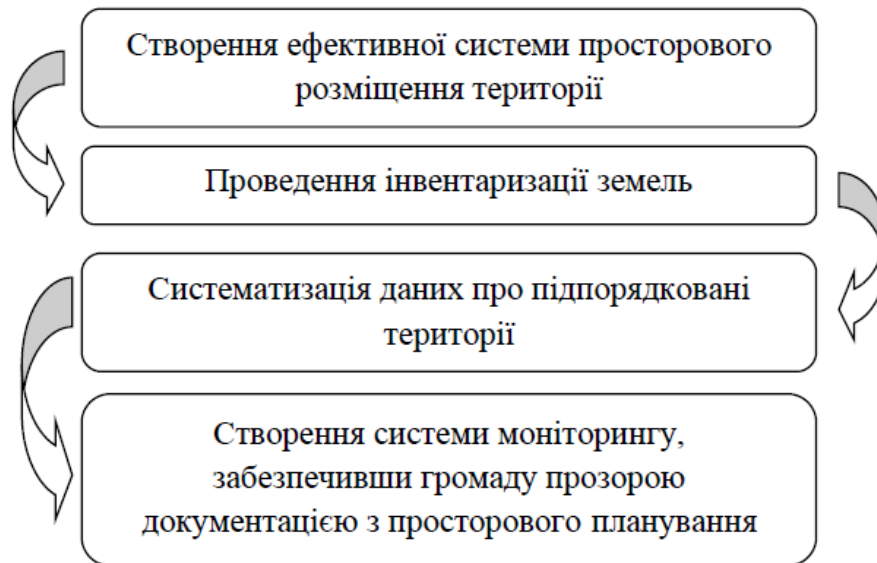 Створення ефективної системи просторового
розміщення території
Проведення інвентаризації земель
Систематизація даних про підпорядковані
території
Створення системи моніторингу,
забезпечивши громаду прозорою
документацією з просторового планування